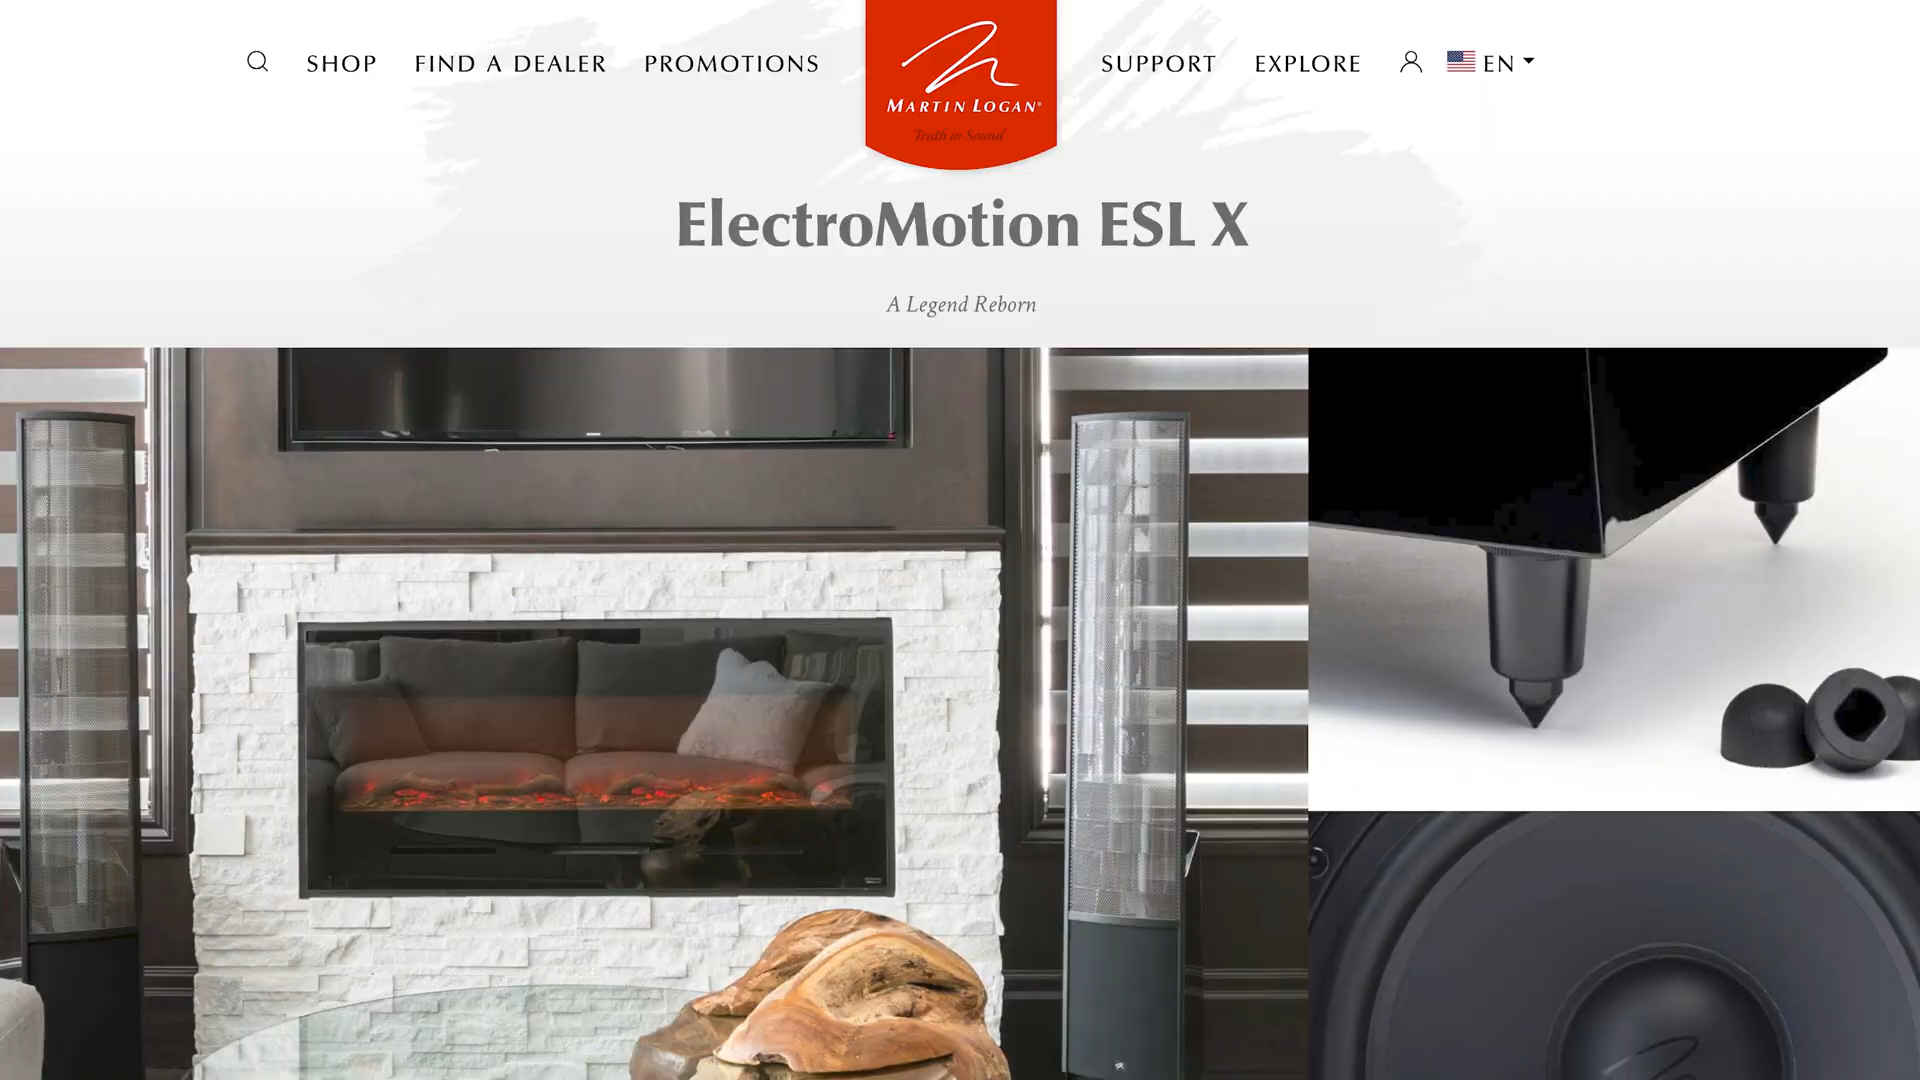 SHOP
FIND A DEALER
PROMOTIONS
MARTIN LOGAN®
Truth in Sound
SUPPORT
EXPLORE
EN
ElectroMotion ESL X
A Legend Reborn